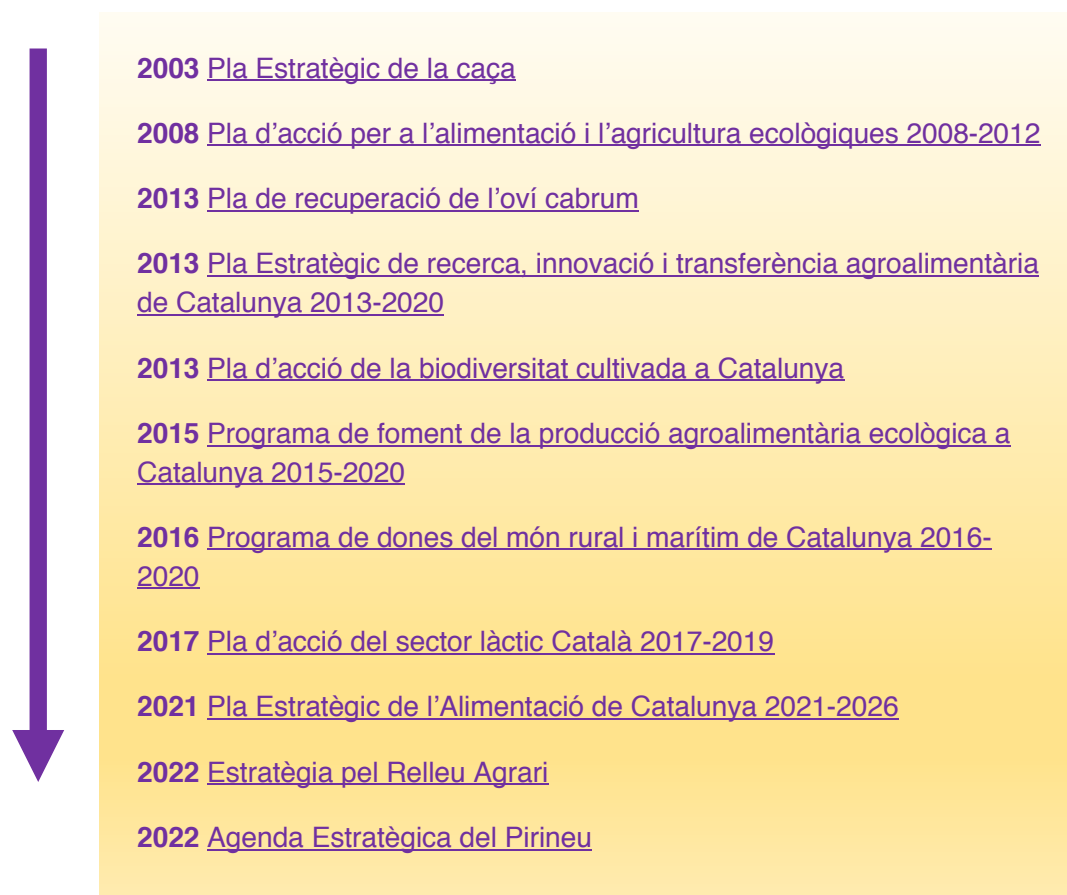 2003 Pla Estratègic de la caça
2008 Pla d’acció per a l’alimentació i l’agricultura ecològiques 2008-2012
2013 Pla de recuperació de l’oví cabrum
2013 Pla Estratègic de recerca, innovació i transferència agroalimentària
de Catalunya 2013-2020
2013 Pla d’acció de la biodiversitat cultivada a Catalunya
2015 Programa de foment de la producció agroalimentària ecològica a
Catalunya 2015-2020
2016 Programa de dones del món rural i marítim de Catalunya 2016-
2020
2017 Pla d’acció del sector làctic Català 2017-2019
2021 Pla Estratègic de l’Alimentació de Catalunya 2021-2026
2022 Estratègia pel Relleu Agrari
2022 Agenda Estratègica del Pirineu